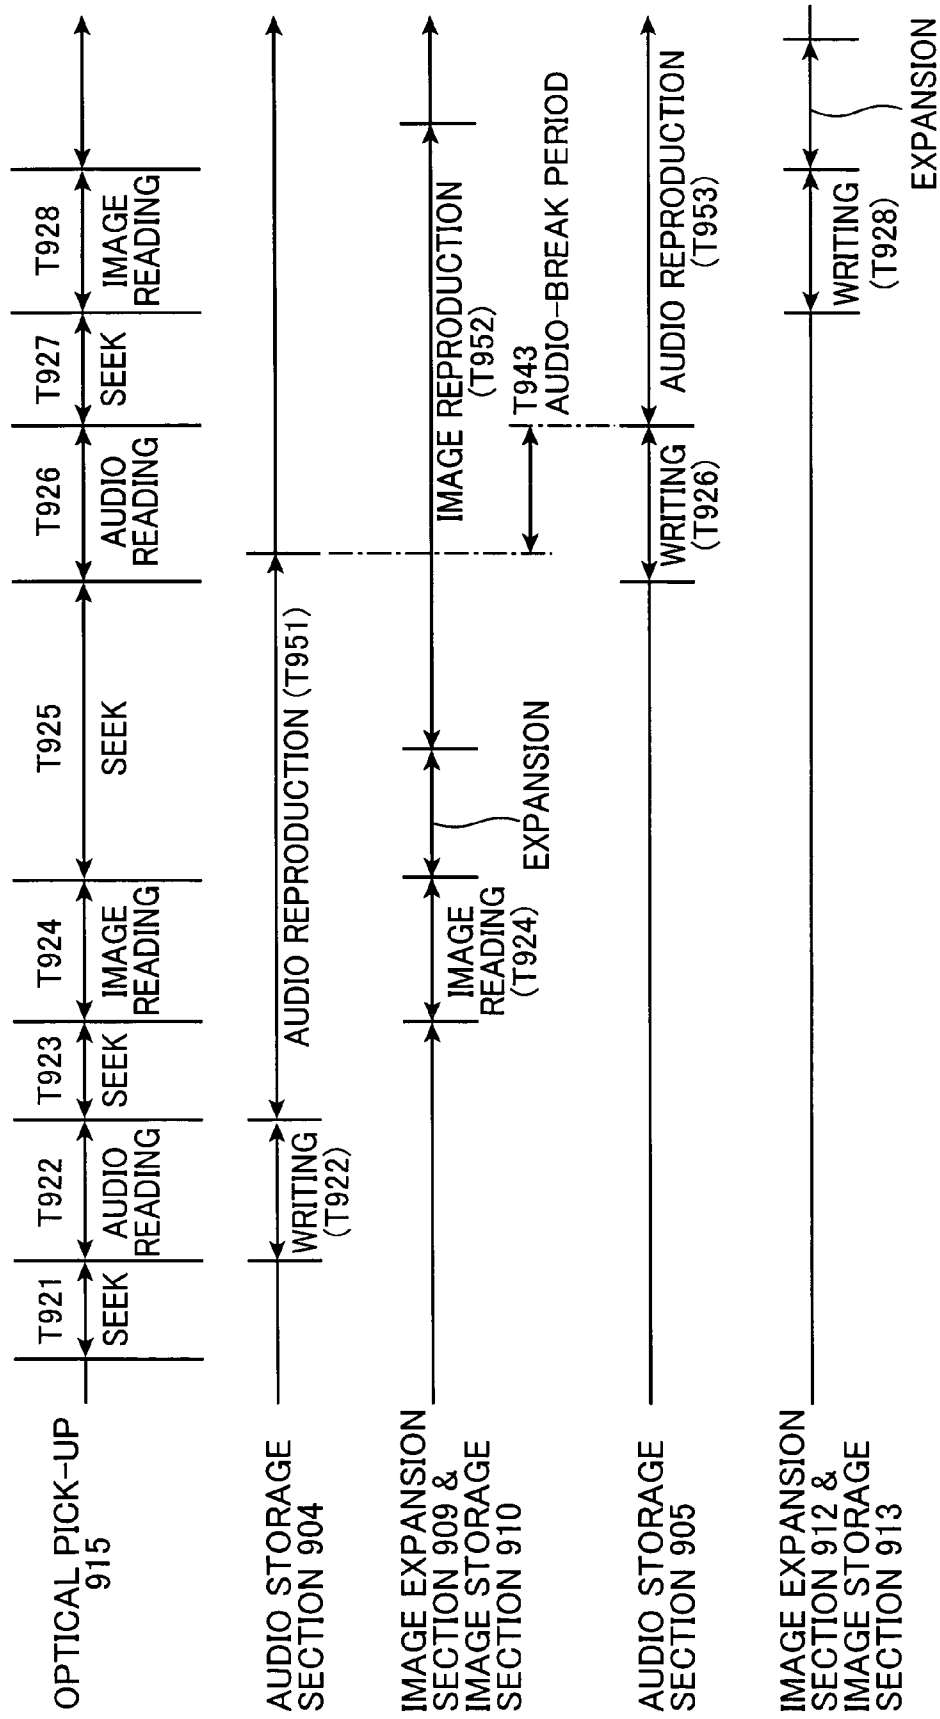 OPTICAL PICK-UP
915
T921
SEEK
T922
AUDIO
READING
T923
SEEK
T924
IMAGE
READING
T925
SEEK
T926
AUDIO
READING
T927
SEEK
T928
IMAGE
READING
AUDIO STORAGE
SECTION 904
WRITING
(T922)
AUDIO REPRODUCTION (T951)
IMAGE EXPANSION
SECTION 909 &
IMAGE STORAGE
SECTION 910
IMAGE
READING
(T924)
EXPANSION
IMAGE REPRODUCTION
(T952)
T943
AUDIO-BREAK PERIOD
AUDIO STORAGE
SECTION 905
WRITING
(T926)
AUDIO REPRODUCTION
(T953)
IMAGE EXPANSION
SECTION 912 &
IMAGE STORAGE
SECTION 913
WRITING
(T928)
EXPANSION